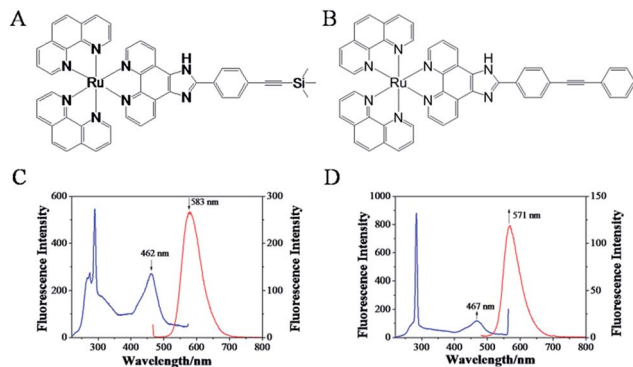 A
B
N
N
N
N
N
N
Ru
H
N
N
Si
N
N
N
N
N
N
Ru
H
N
N
C
D
600
400
200
0
300
200
100
0
583 nm
462 nm
Fluorescence Intensity
Fluorescence Intensity
300 400 500 600 700 800
Wavelength/nm
1000
800
600
400
200
0
150
100
50
0
571 nm
467 nm
Fluorescence Intensity
Fluorescence Intensity
300 400 500 600 700 800
Wavelength/nm